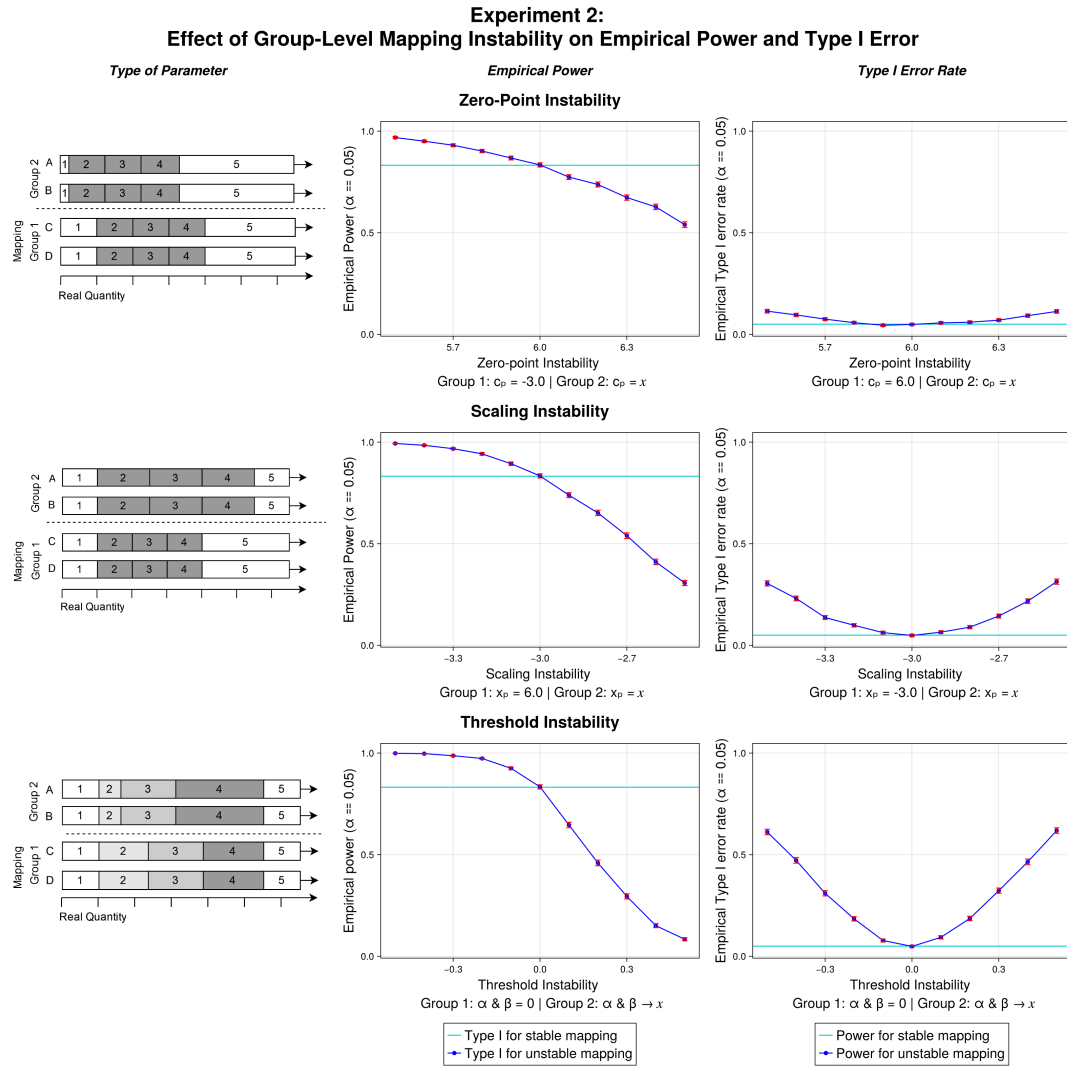 Experiment 2:
Effect of Group-Level Mapping Instability on Empirical Power and Type I Error
Type of Parameter
Empirical Power
Type I Error Rate
Zero-Point Instability
Mapping
Group 2
Group 1
A 1 2 3 4 5
B 1 2 3 4 5
C 1 2 3 4 5
D 1 2 3 4 5
Real Quantity
Empirical Power (α == 0.05)
1.0
0.5
0.0
5.7 6.0 6.3
Zero-point Instability
Group 1: cₚ = -3.0 | Group 2: cₚ = x
Empirical Type I error rate (α == 0.05)
1.0
0.5
0.0
5.7 6.0 6.3
Zero-point Instability
Group 1: cₚ = 6.0 | Group 2: cₚ = x
Scaling Instability
Mapping
Group 2
Group 1
A 1 2 3 4 5
B 1 2 3 4 5
C 1 2 3 4 5
D 1 2 3 4 5
Real Quantity
Empirical Power (α == 0.05)
1.0
0.5
0.0
−3.3 −3.0 −2.7
Scaling Instability
Group 1: xₚ = 6.0 | Group 2: xₚ = x
Empirical Type I error rate (α == 0.05)
1.0
0.5
0.0
−3.3 −3.0 −2.7
Scaling Instability
Group 1: xₚ = -3.0 | Group 2: xₚ = x
Threshold Instability
Mapping
Group 2
Group 1
A 1 2 3 4 5
B 1 2 3 4 5
C 1 2 3 4 5
D 1 2 3 4 5
Real Quantity
Empirical power (α == 0.05)
1.0
0.5
0.0
−0.3 0.0 0.3
Threshold Instability
Group 1: α & β = 0 | Group 2: α & β → x
Empirical Type I error rate (α == 0.05)
1.0
0.5
0.0
−0.3 0.0 0.3
Threshold Instability
Group 1: α & β = 0 | Group 2: α & β → x
Type I for stable mapping
Type I for unstable mapping
Power for stable mapping
Power for unstable mapping